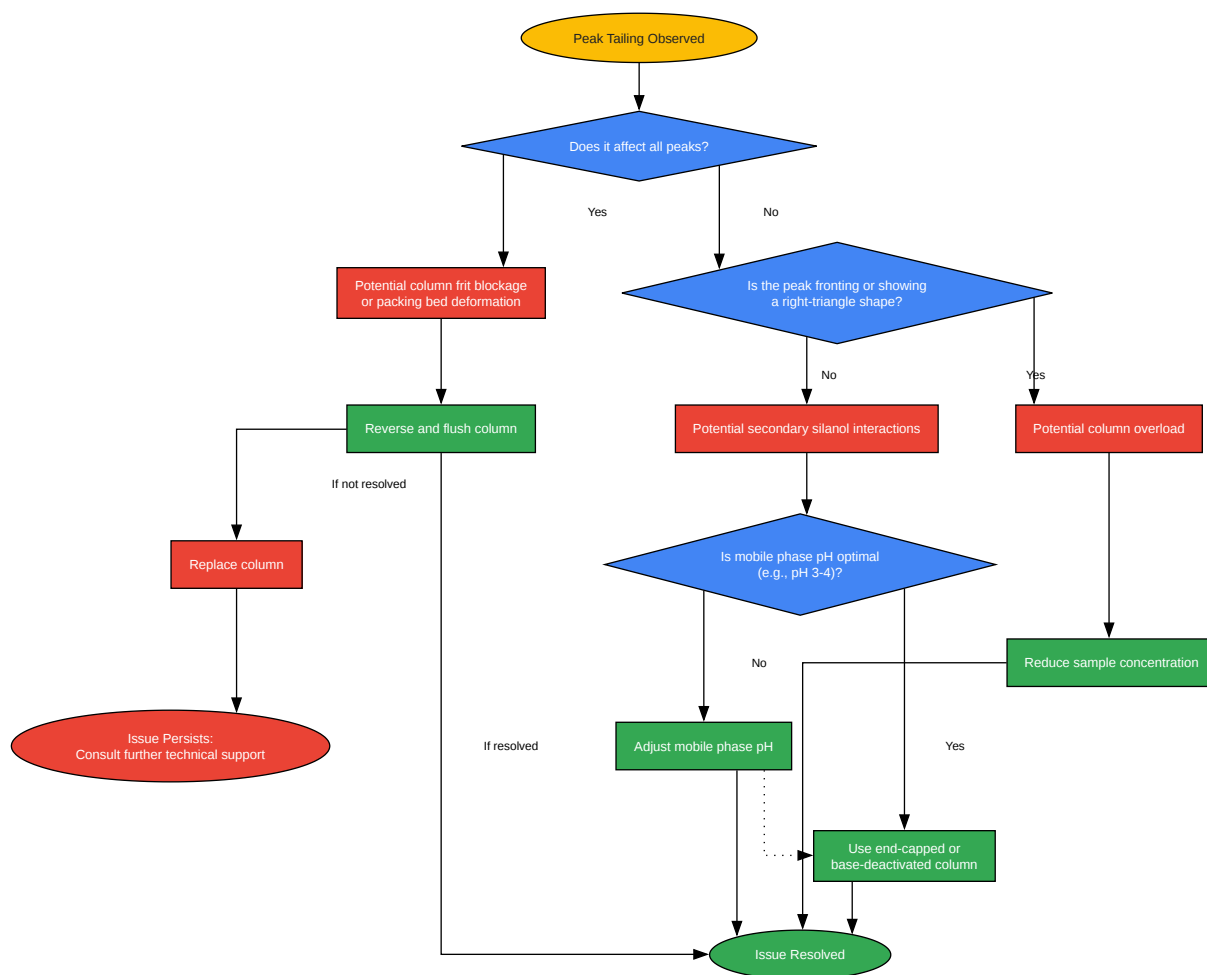 Peak Tailing Observed
Does it affect all peaks?
Yes
No
Potential column frit blockage
or packing bed deformation
Is the peak fronting or showing
a right-triangle shape?
No
Yes
Reverse and flush column
Potential secondary silanol interactions
Potential column overload
If not resolved
Replace column
Is mobile phase pH optimal
(e.g., pH 3-4)?
No
Reduce sample concentration
Issue Persists:
Consult further technical support
If resolved
Adjust mobile phase pH
Yes
Use end-capped or
base-deactivated column
Issue Resolved